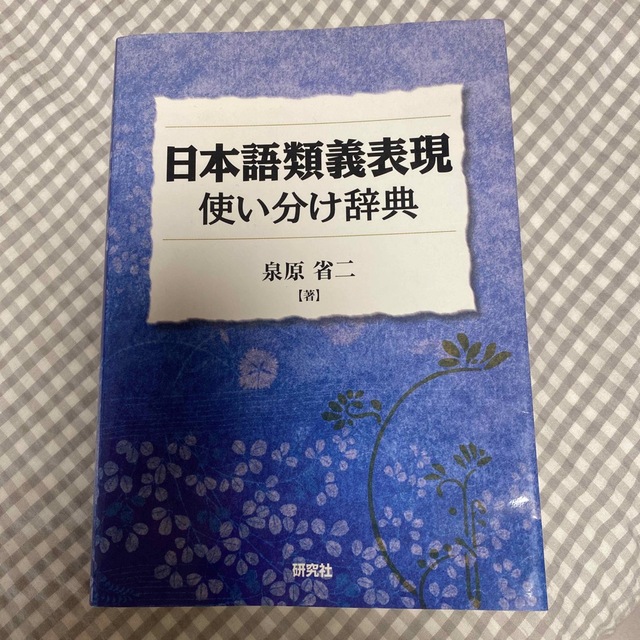 日本語類義表現
使い分け辞典
泉原 省二
【著】
研究社